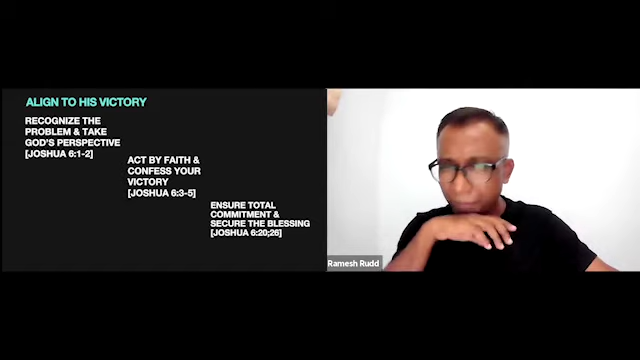 ALIGN TO HIS VICTORY
RECOGNIZE THE
PROBLEM & TAKE
GOD'S PERSPECTIVE
[JOSHUA 6:1-2]
ACT BY FAITH &
CONFESS YOUR
VICTORY
[JOSHUA 6:3-5]
ENSURE TOTAL
COMMITMENT &
SECURE THE BLESSING
[JOSHUA 6:20;26]
Ramesh Rudd